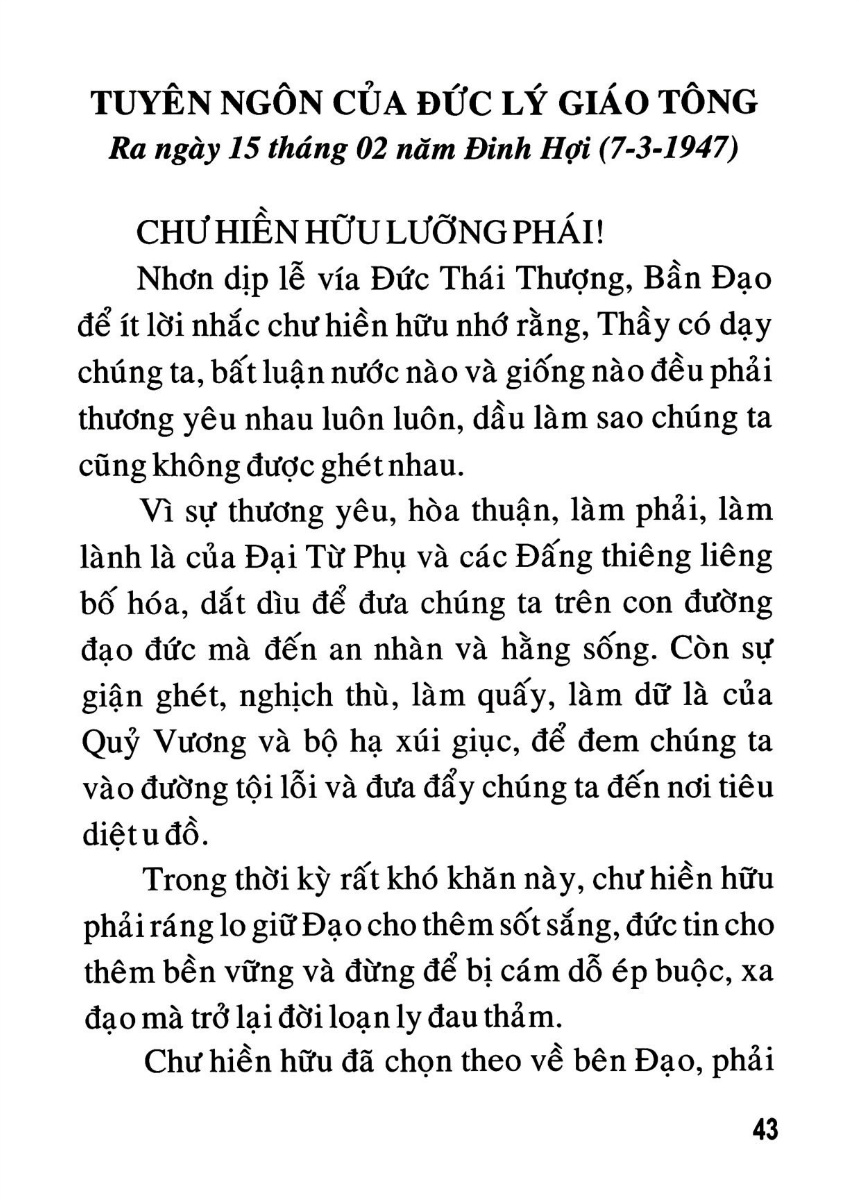 TUYÊN NGÔN CỦA ĐỨC LÝ GIÁO TÔNG
Ra ngày 15 tháng 02 năm Đinh Hợi (7-3-1947)
CHƯ HIỀN HỮU LƯỠNG PHÁI!
Nhơn dịp lễ vía Đức Thái Thượng, Bần Đạo
để ít lời nhắc chư hiền hữu nhớ rằng, Thầy có dạy
chúng ta, bất luận nước nào và giống nào đều phải
thương yêu nhau luôn luôn, dầu làm sao chúng ta
cũng không được ghét nhau.
Vì sự thương yêu, hòa thuận, làm phải, làm
lành là của Đại Từ Phụ và các Đấng thiêng liêng
bố hóa, dắt dìu để đưa chúng ta trên con đường
đạo đức mà đến an nhàn và hằng sống. Còn sự
giận ghét, nghịch thù, làm quấy, làm dữ là của
Quỷ Vương và bộ hạ xúi giục, để đem chúng ta
vào đường tội lỗi và đưa đẩy chúng ta đến nơi tiêu
diệt u đồ.
Trong thời kỳ rất khó khăn này, chư hiền hữu
phải ráng lo giữ Đạo cho thêm sốt sắng, đức tin cho
thêm bền vững và đừng để bị cám dỗ ép buộc, xa
đạo mà trở lại đời loạn ly đau thảm.
Chư hiền hữu đã chọn theo về bên Đạo, phải
43